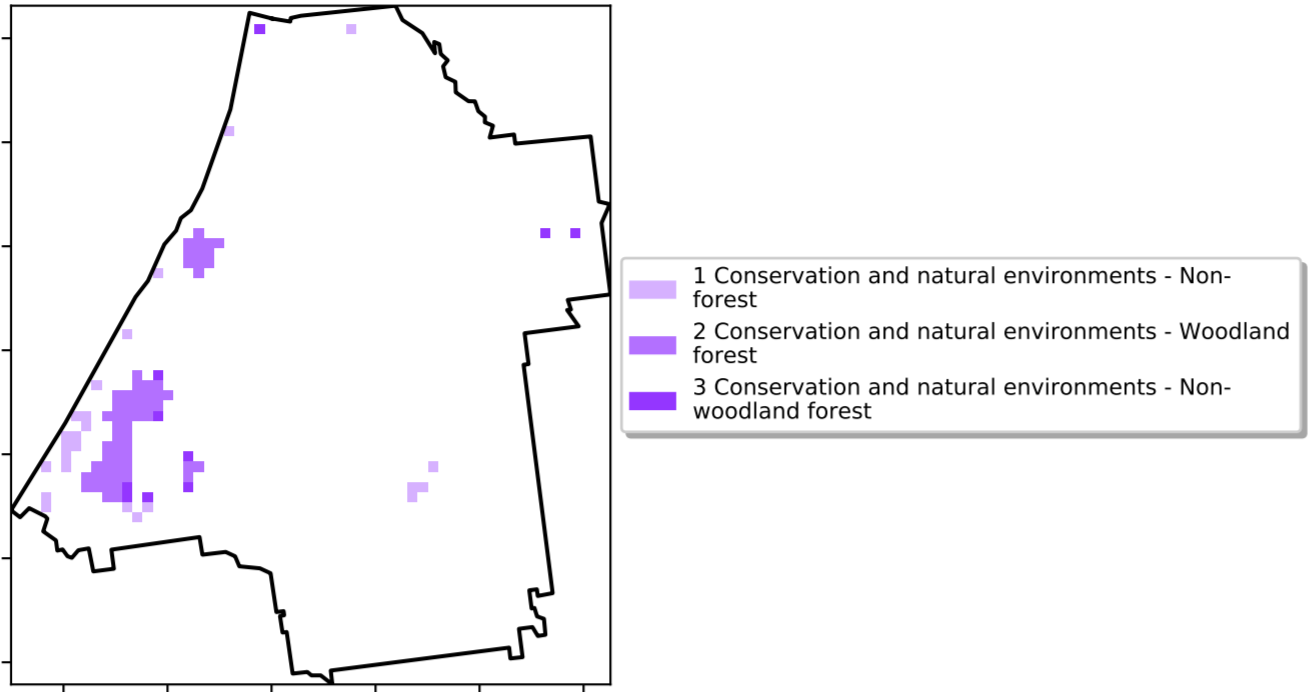 1 Conservation and natural environments - Non-
forest
2 Conservation and natural environments - Woodland
forest
3 Conservation and natural environments - Non-
woodland forest